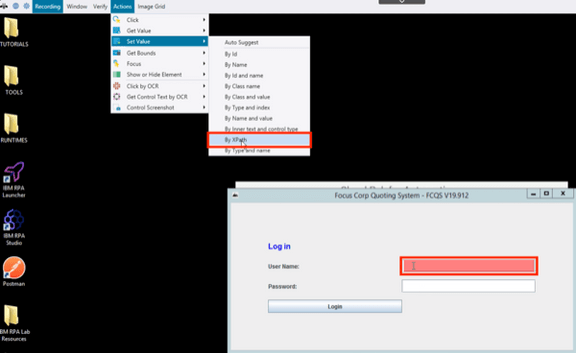 Recording Window Verify Actions Image Grid
Click
Get Value
Set Value
Get Bounds
Focus
Show or Hide Element
Click by OCR
Get Control Text by OCR
Control Screenshot
Auto Suggest
By Id
By Name
By Id and name
By Class name
By Class and value
By Type and index
By Name and value
By Inner text and control type
By XPath
By Type and name
TUTORIALS
TOOLS
RUNTIMES
IBM RPA
Launcher
IBM RPA
Studio
Postman
IBM RPA Lab
Resources
Focus Corp Quoting System - FCQS V19.912
Log in
User Name:
Password:
Login